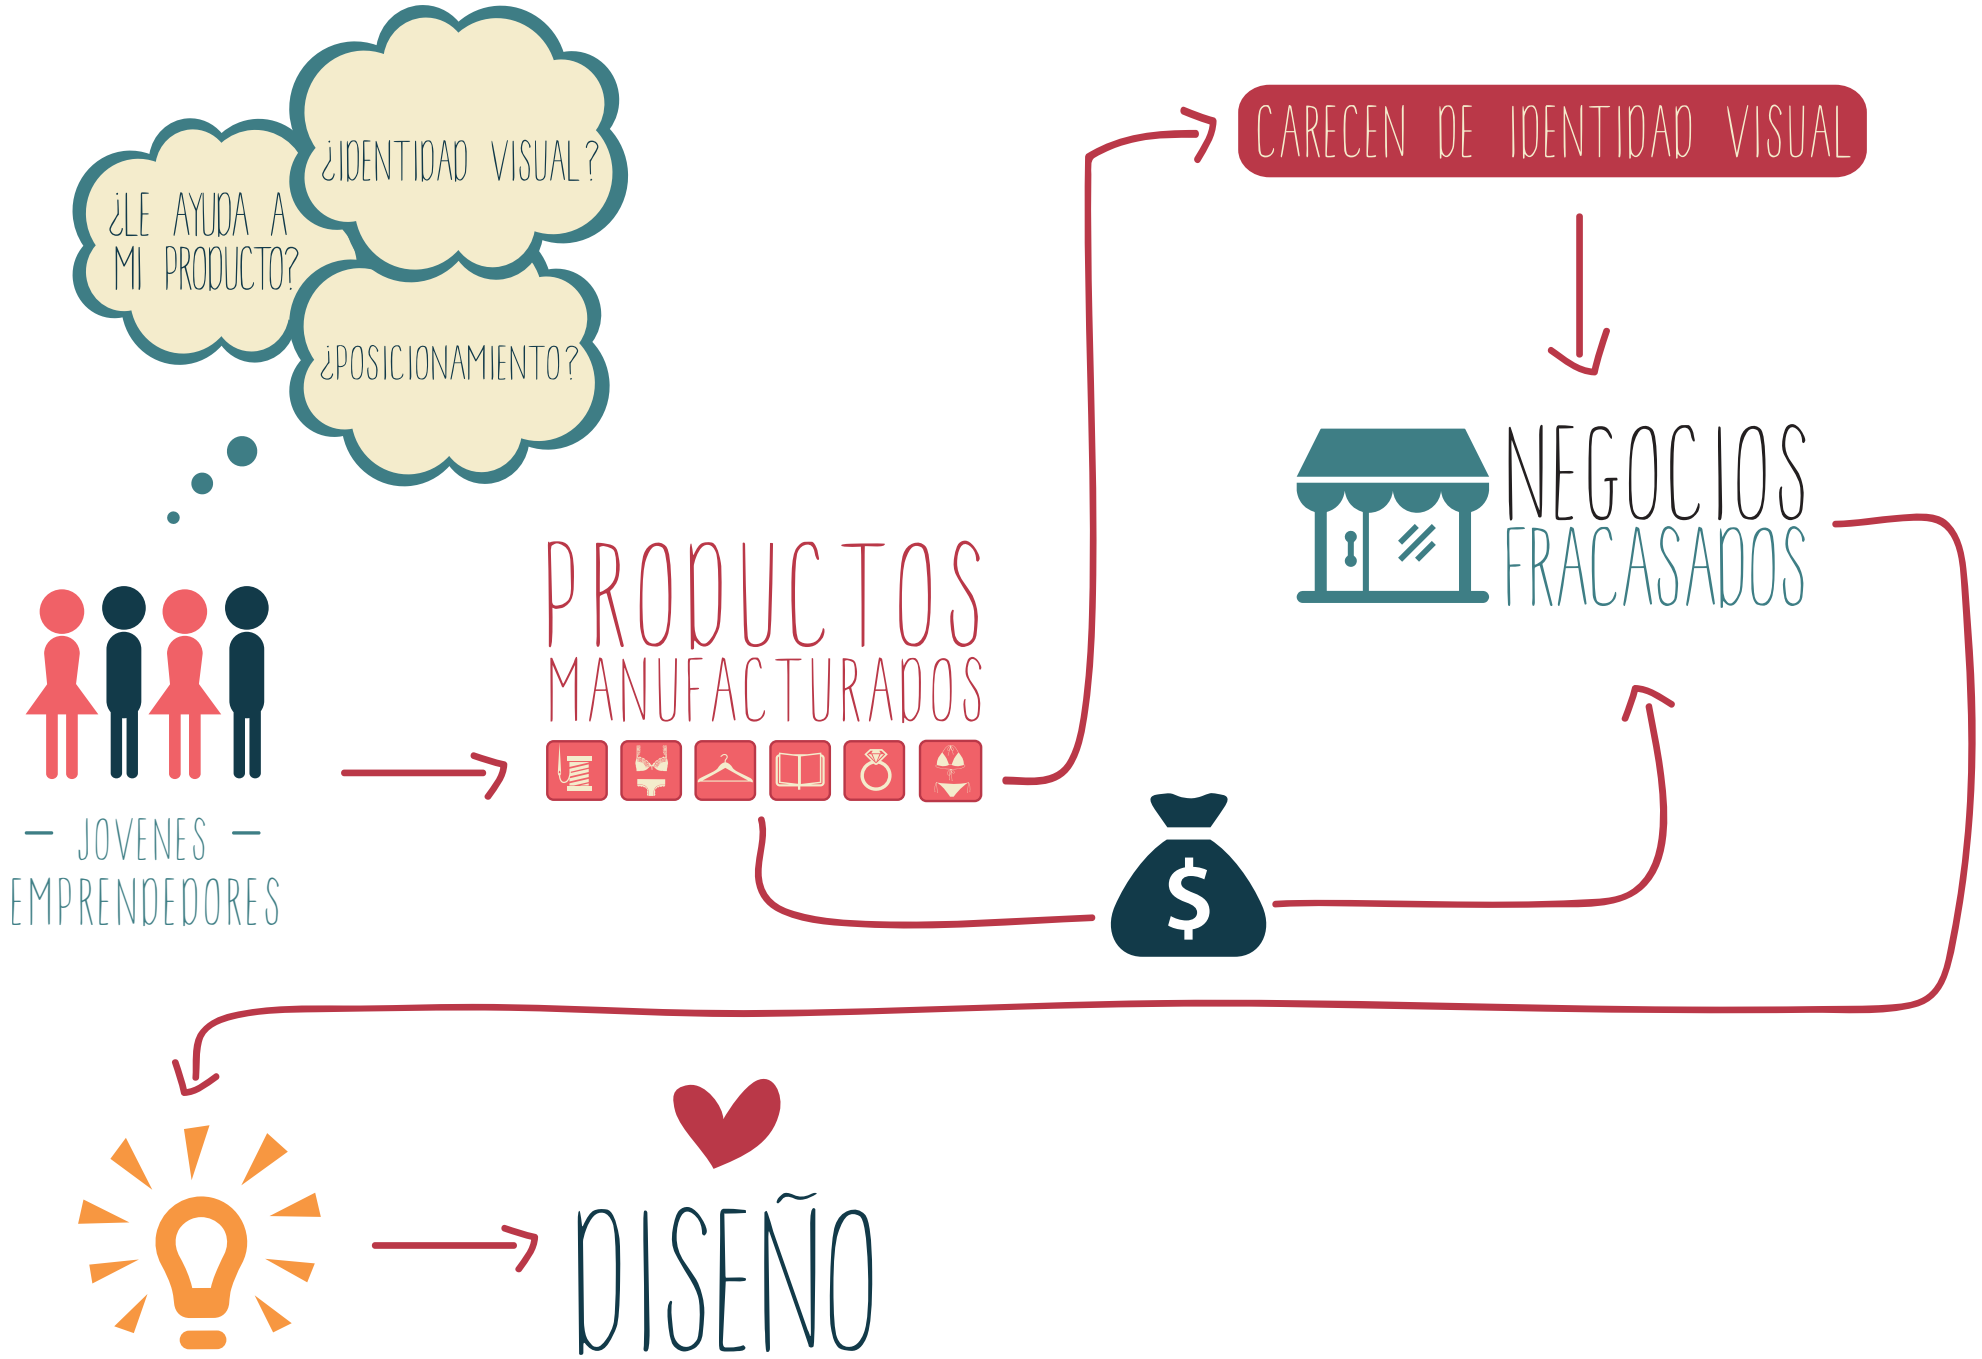 ¿IDENTIDAD VISUAL?
¿LE AYUDA A
MI PRODUCTO?
¿POSICIONAMIENTO?
CARECEN DE IDENTIDAD VISUAL
NEGOCIOS
FRACASADOS
PRODUCTOS
MANUFACTURADOS
— JOVENES —
EMPRENDEDORES
$
DISEÑO